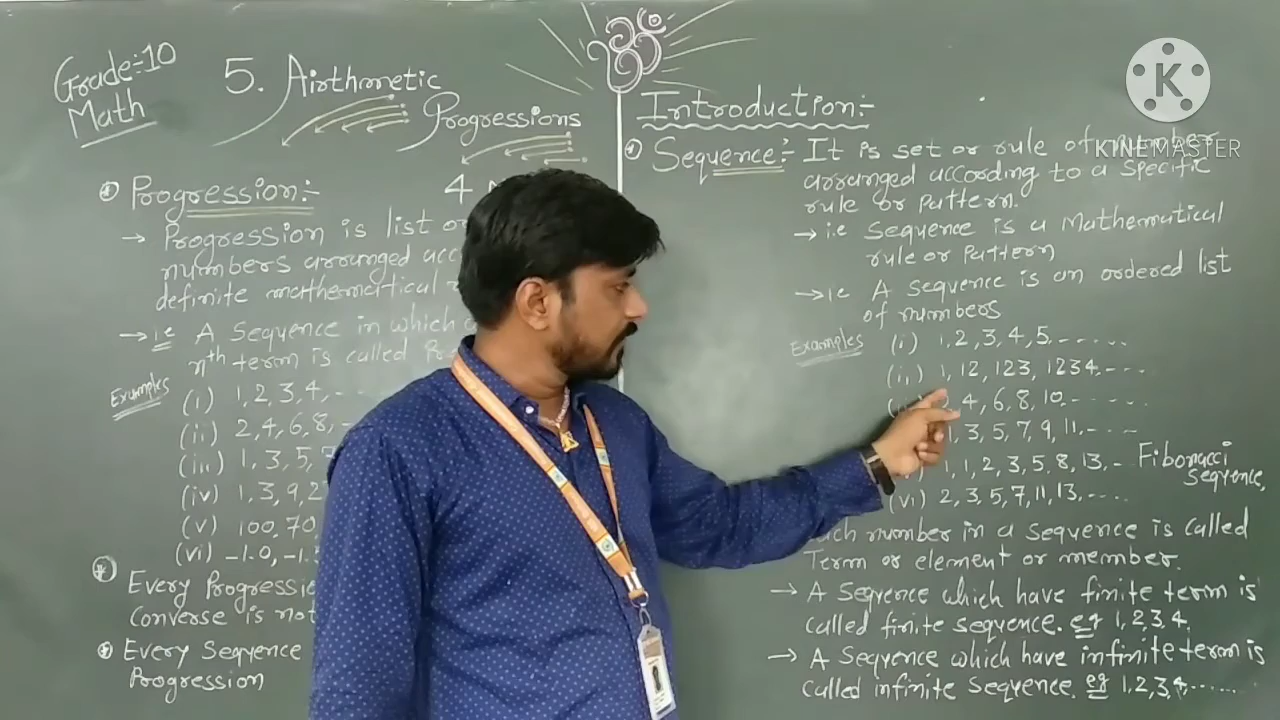 Grade:-10
Math
5. Airthmetic
Progressions
Progression:-
4
→ Progression is list
numbers arranged
definite mathematical
→ i.e A Sequence in which
nth term is called
Examples
(i) 1, 2, 3, 4, -
(ii) 2, 4, 6, 8, -
(iii) 1, 3, 5,
(iv) 1, 3, 9,
(v) 100, 70
(vi) -1.0, -1.
Every
Converse is not
Every Sequence
Progression
ॐ
Introduction:-
Sequence:- It is set or rule of number
arranged according to a specific
rule or pattern.
→ i.e Sequence is a Mathematical
rule or Pattern
→ i.e A Sequence is an ordered list
of numbers
Examples (i) 1, 2, 3, 4, 5, ......
(ii) 1, 12, 123, 1234, - - -
4, 6, 8, 10, - .....
1, 3, 5, 7, 9, 11, - - - -
1, 1, 2, 3, 5, 8, 13, - Fibonacci
Sequence,
(vi) 2, 3, 5, 7, 11, 13, - - - -
number in a sequence is called
Term or element or member.
→ A Sequence which have finite term is
called finite sequence. eg 1, 2, 3, 4.
→ A Sequence which have infinite term is
called infinite Sequence. eg 1, 2, 3, 4, ......
K
KINEMASTER